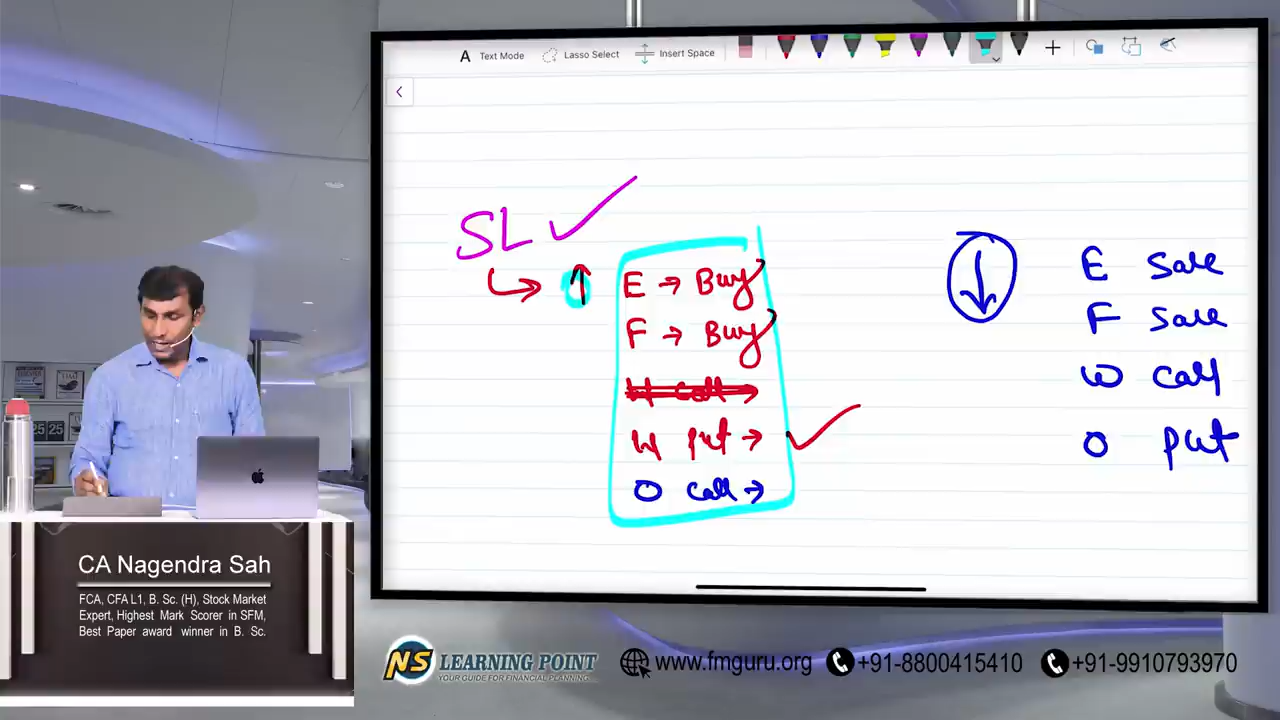 Text Mode
Lasso Select
Insert Space
SL
E → Buy
F → Buy
W call →
W Put →
O call →
E Sale
F Sale
W call
O put
CA Nagendra Sah
FCA, CFA L1, B. Sc. (H), Stock Market
Expert, Highest Mark Scorer in SFM,
Best Paper award winner in B. Sc.
NS LEARNING POINT
YOUR GUIDE FOR FINANCIAL PLANNING....
www.fmguru.org
+91-8800415410
+91-9910793970